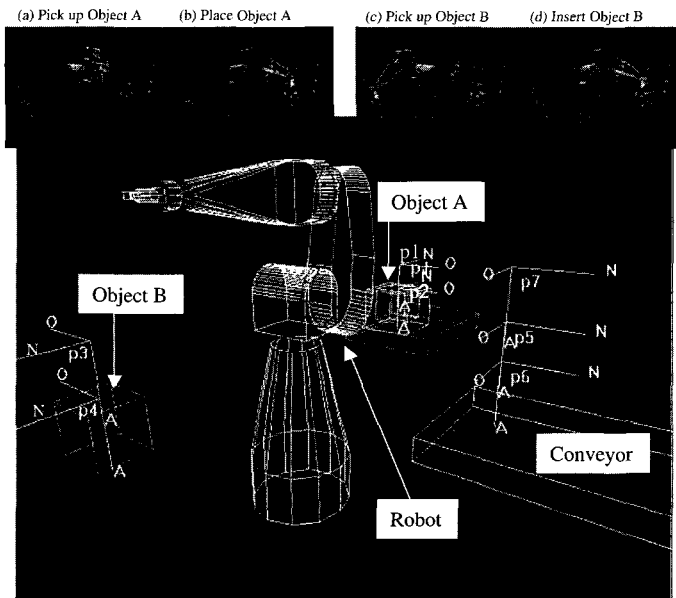 (a) Pick up Object A
(b) Place Object A
(c) Pick up Object B
(d) Insert Object B
Object A
p1 N
O
N
p2 O
A
A
O
p7
N
Object B
O
N
p3
O
N
p4
A
A
O
p5
A
N
O
p6
A
N
A
Conveyor
Robot